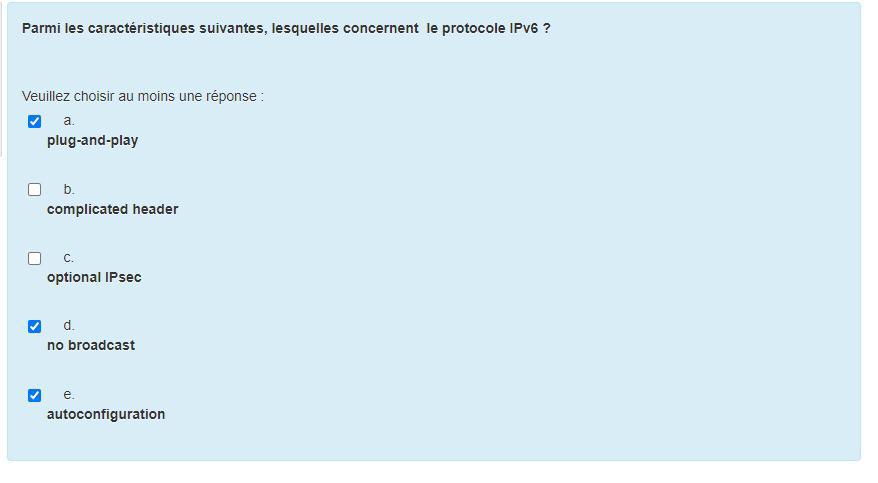 Parmi les caractéristiques suivantes, lesquelles concernent le protocole IPv6 ?
Veuillez choisir au moins une réponse :
a.
plug-and-play
b.
complicated header
c.
optional IPsec
d.
no broadcast
e.
autoconfiguration